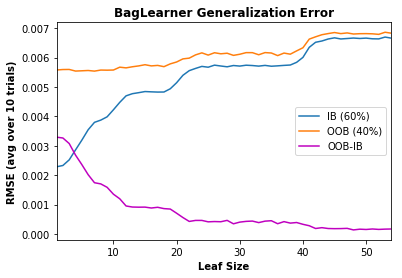 BagLearner Generalization Error
0.007
0.006
0.005
0.004
0.003
0.002
0.001
0.000
RMSE (avg over 10 trials)
IB (60%)
OOB (40%)
OOB-IB
10 20 30 40 50
Leaf Size